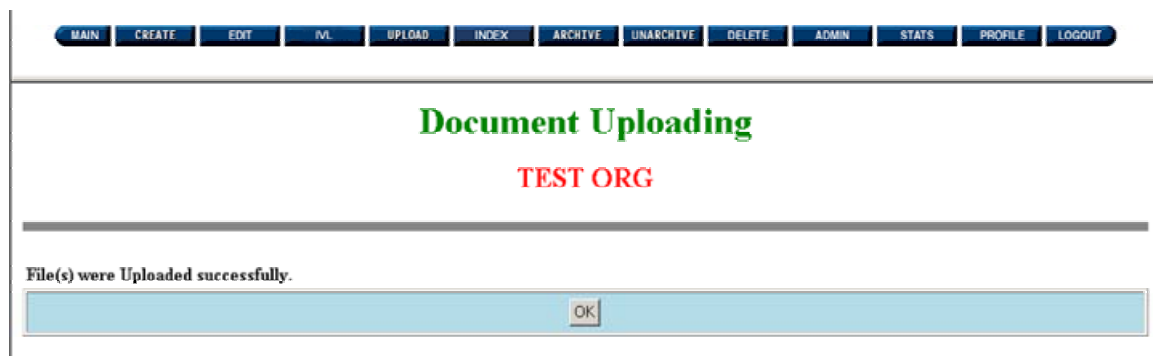 MAIN CREATE EDIT IVL UPLOAD INDEX ARCHIVE UNARCHIVE DELETE ADMIN STATS PROFILE LOGOUT
Document Uploading
TEST ORG
File(s) were Uploaded successfully.
OK